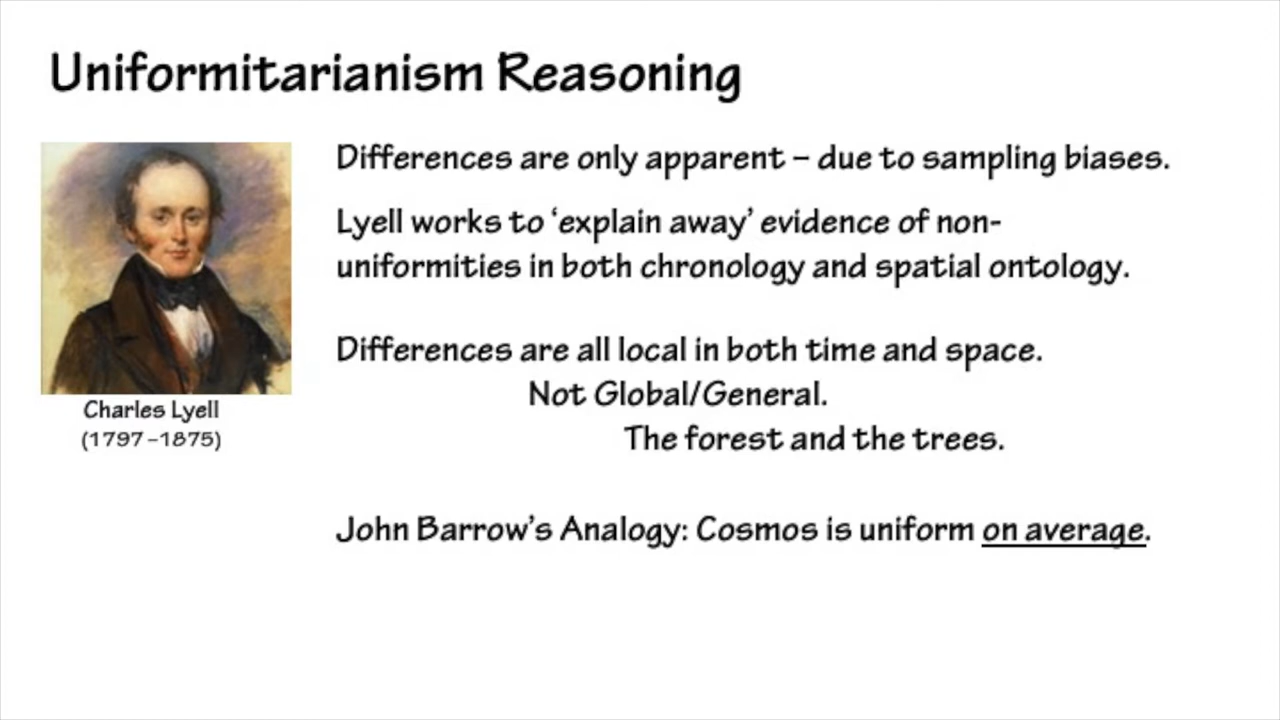 Uniformitarianism Reasoning
Differences are only apparent – due to sampling biases.
Lyell works to ‘explain away’ evidence of non-
uniformities in both chronology and spatial ontology.
Differences are all local in both time and space.
Not Global/General.
The forest and the trees.
John Barrow’s Analogy: Cosmos is uniform on average.
Charles Lyell
(1797–1875)